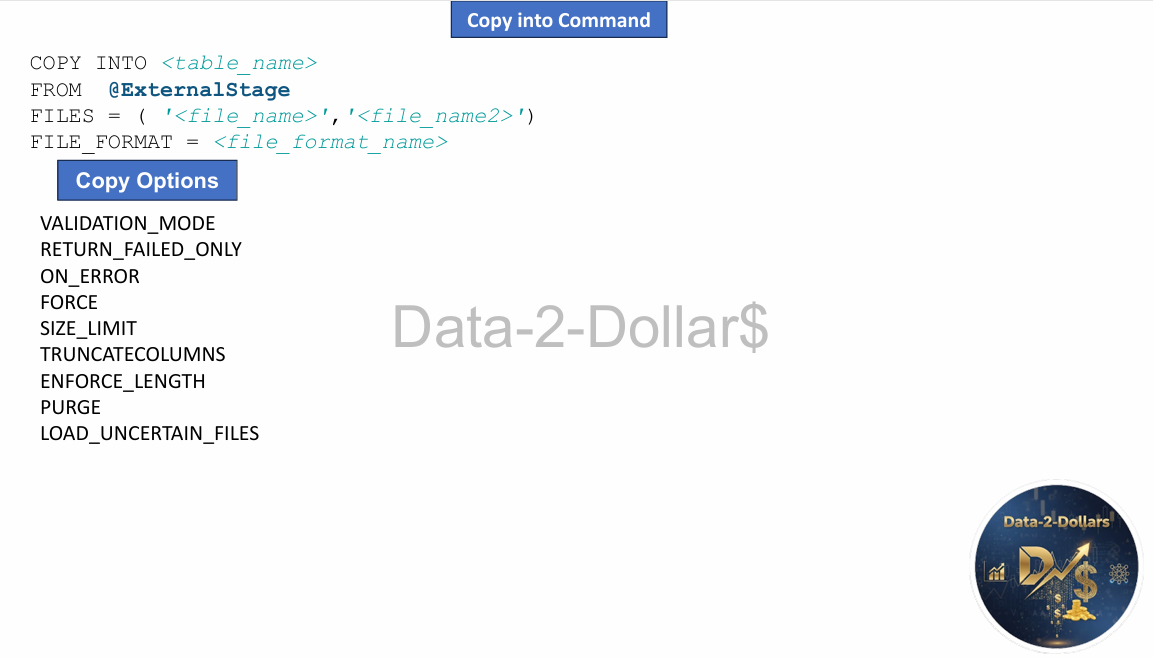 Copy into Command
COPY INTO <table_name>
FROM @ExternalStage
FILES = ( '<file_name>','<file_name2>')
FILE_FORMAT = <file_format_name>
Copy Options
VALIDATION_MODE
RETURN_FAILED_ONLY
ON_ERROR
FORCE
SIZE_LIMIT
TRUNCATECOLUMNS
ENFORCE_LENGTH
PURGE
LOAD_UNCERTAIN_FILES
Data-2-Dollar$
Data-2-Dollars